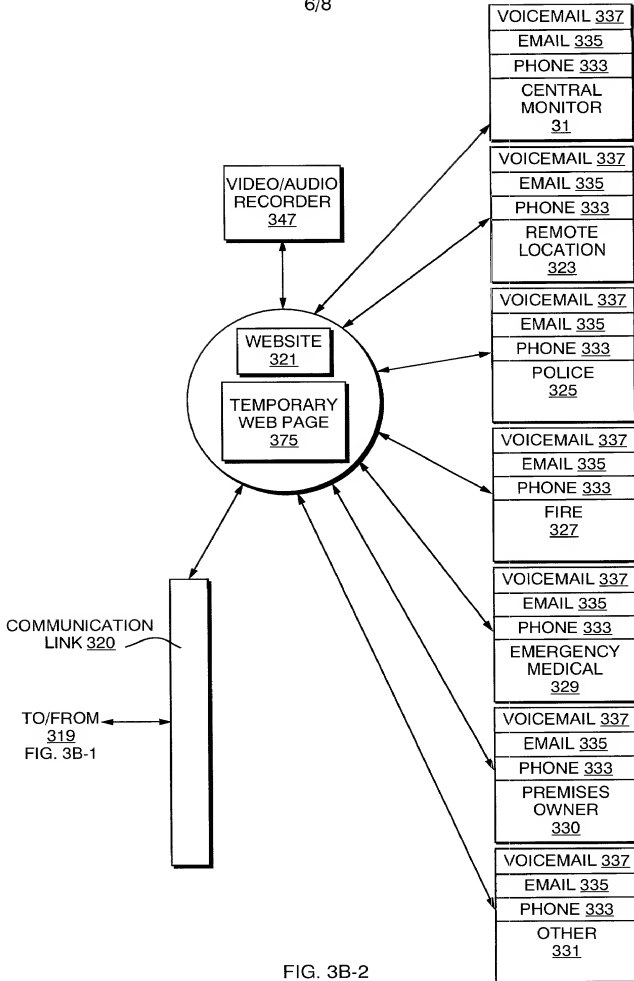 6/8
VOICEMAIL 337
EMAIL 335
PHONE 333
CENTRAL
MONITOR
31
VIDEO/AUDIO
RECORDER
347
VOICEMAIL 337
EMAIL 335
PHONE 333
REMOTE
LOCATION
323
WEBSITE
321
TEMPORARY
WEB PAGE
375
VOICEMAIL 337
EMAIL 335
PHONE 333
POLICE
325
VOICEMAIL 337
EMAIL 335
PHONE 333
FIRE
327
VOICEMAIL 337
EMAIL 335
PHONE 333
EMERGENCY
MEDICAL
329
COMMUNICATION
LINK 320
TO/FROM
319
FIG. 3B-1
VOICEMAIL 337
EMAIL 335
PHONE 333
PREMISES
OWNER
330
VOICEMAIL 337
EMAIL 335
PHONE 333
OTHER
331
FIG. 3B-2